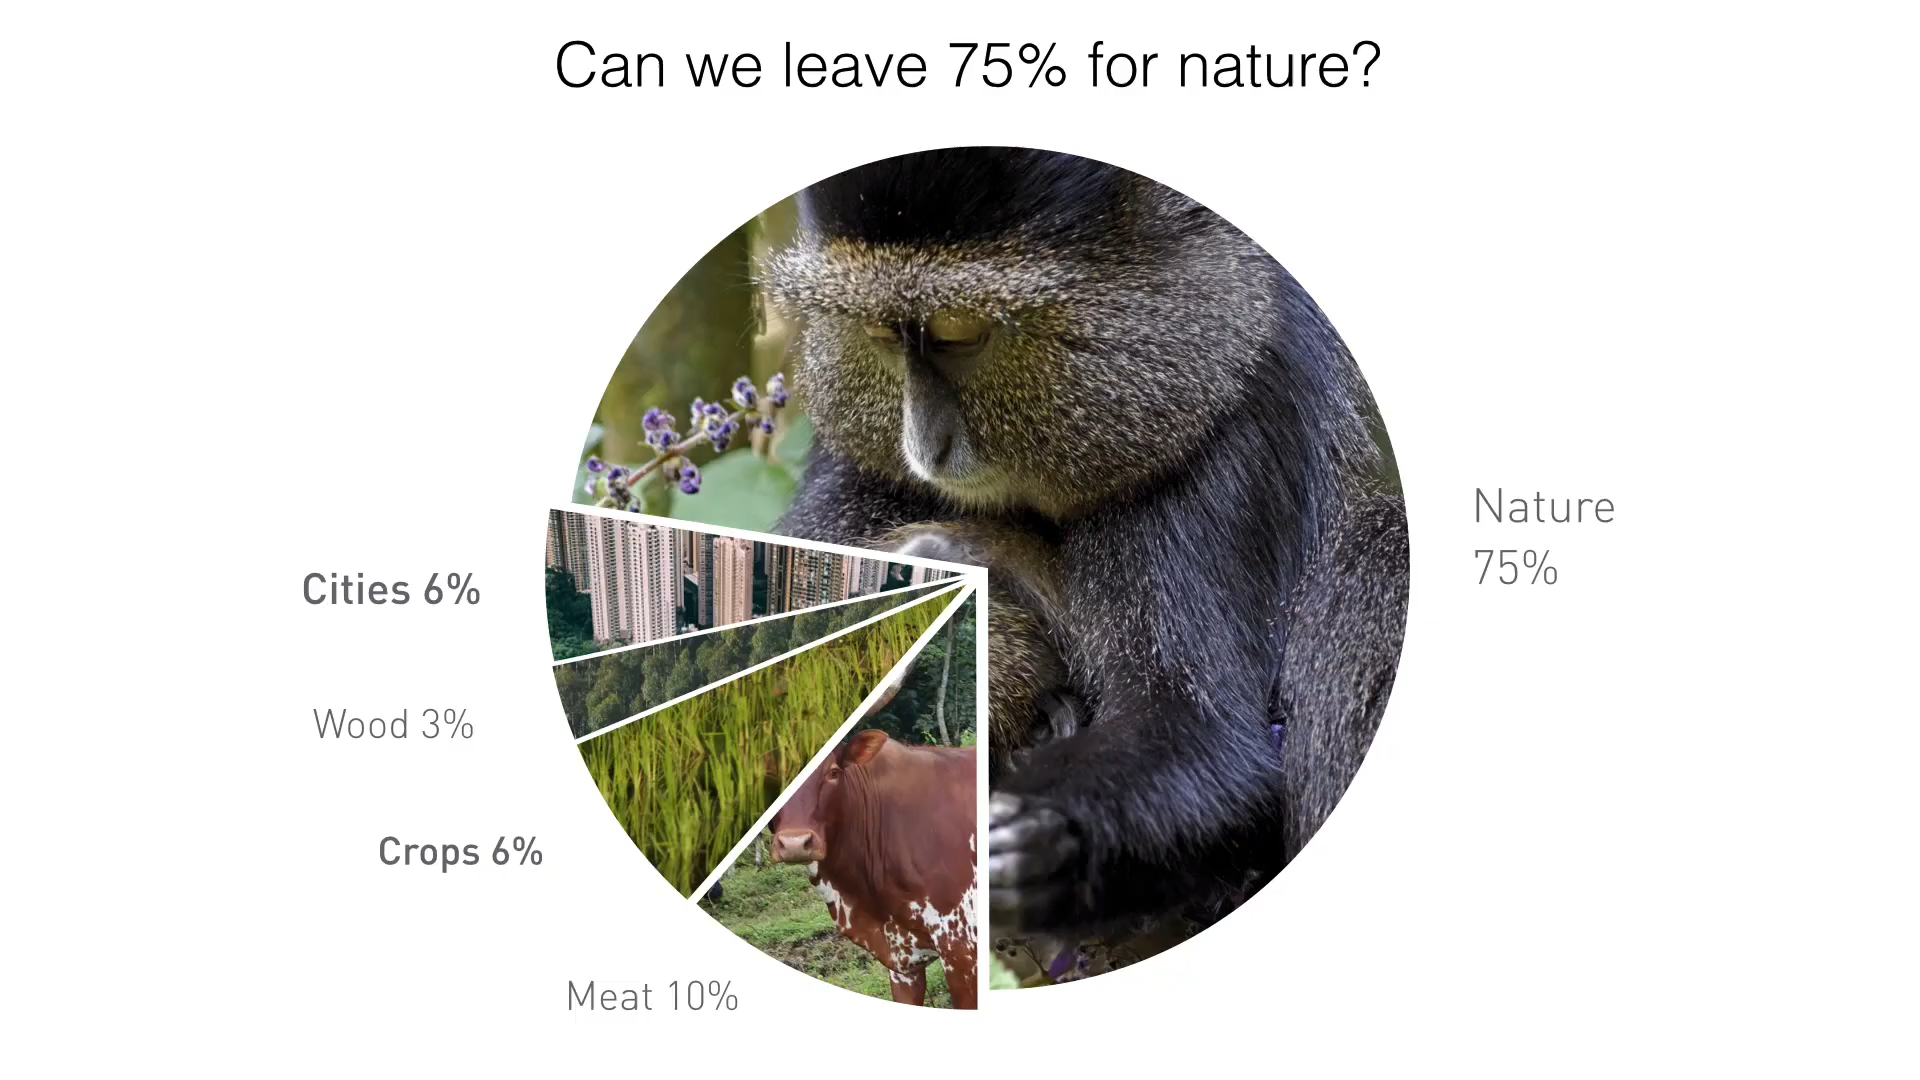 Can we leave 75% for nature?
Nature
75%
Cities 6%
Wood 3%
Crops 6%
Meat 10%